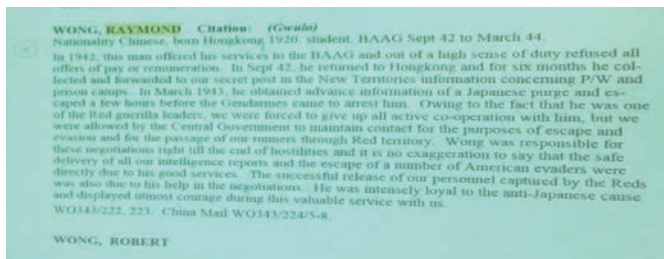 WONG, RAYMOND Citation: (Gwulo)
Nationality Chinese, born Hongkong 1920, student. BAAG Sept 42 to March 44.
In 1942, this man offered his services to the BAAG and out of a high sense of duty refused all
offers of pay or remuneration. In Sept 42, he returned to Hongkong and for six months he col-
lected and forwarded to our secret post in the New Territories information concerning P/W and
prison camps. In March 1943, he obtained advance information of a Japanese purge and es-
caped a few hours before the Gendarmes came to arrest him. Owing to the fact that he was one
of the Red guerilla leaders, we were forced to give up all active co-operation with him, but we
were allowed by the Central Government to maintain contact for the purposes of escape and
evasion and for the passage of our runners through Red territory. Wong was responsible for
these negotiations right till the end of hostilities and it is no exaggeration to say that the safe
delivery of all our intelligence reports and the escape of a number of American evaders were
directly due to his good services. The successful release of our personnel captured by the Reds
was also due to his help in the negotiations. He was intensely loyal to the anti-Japanese cause
and displayed utmost courage during this valuable service with us.
WO343/222, 223. China Mail WO343/224/5-8
WONG, ROBERT